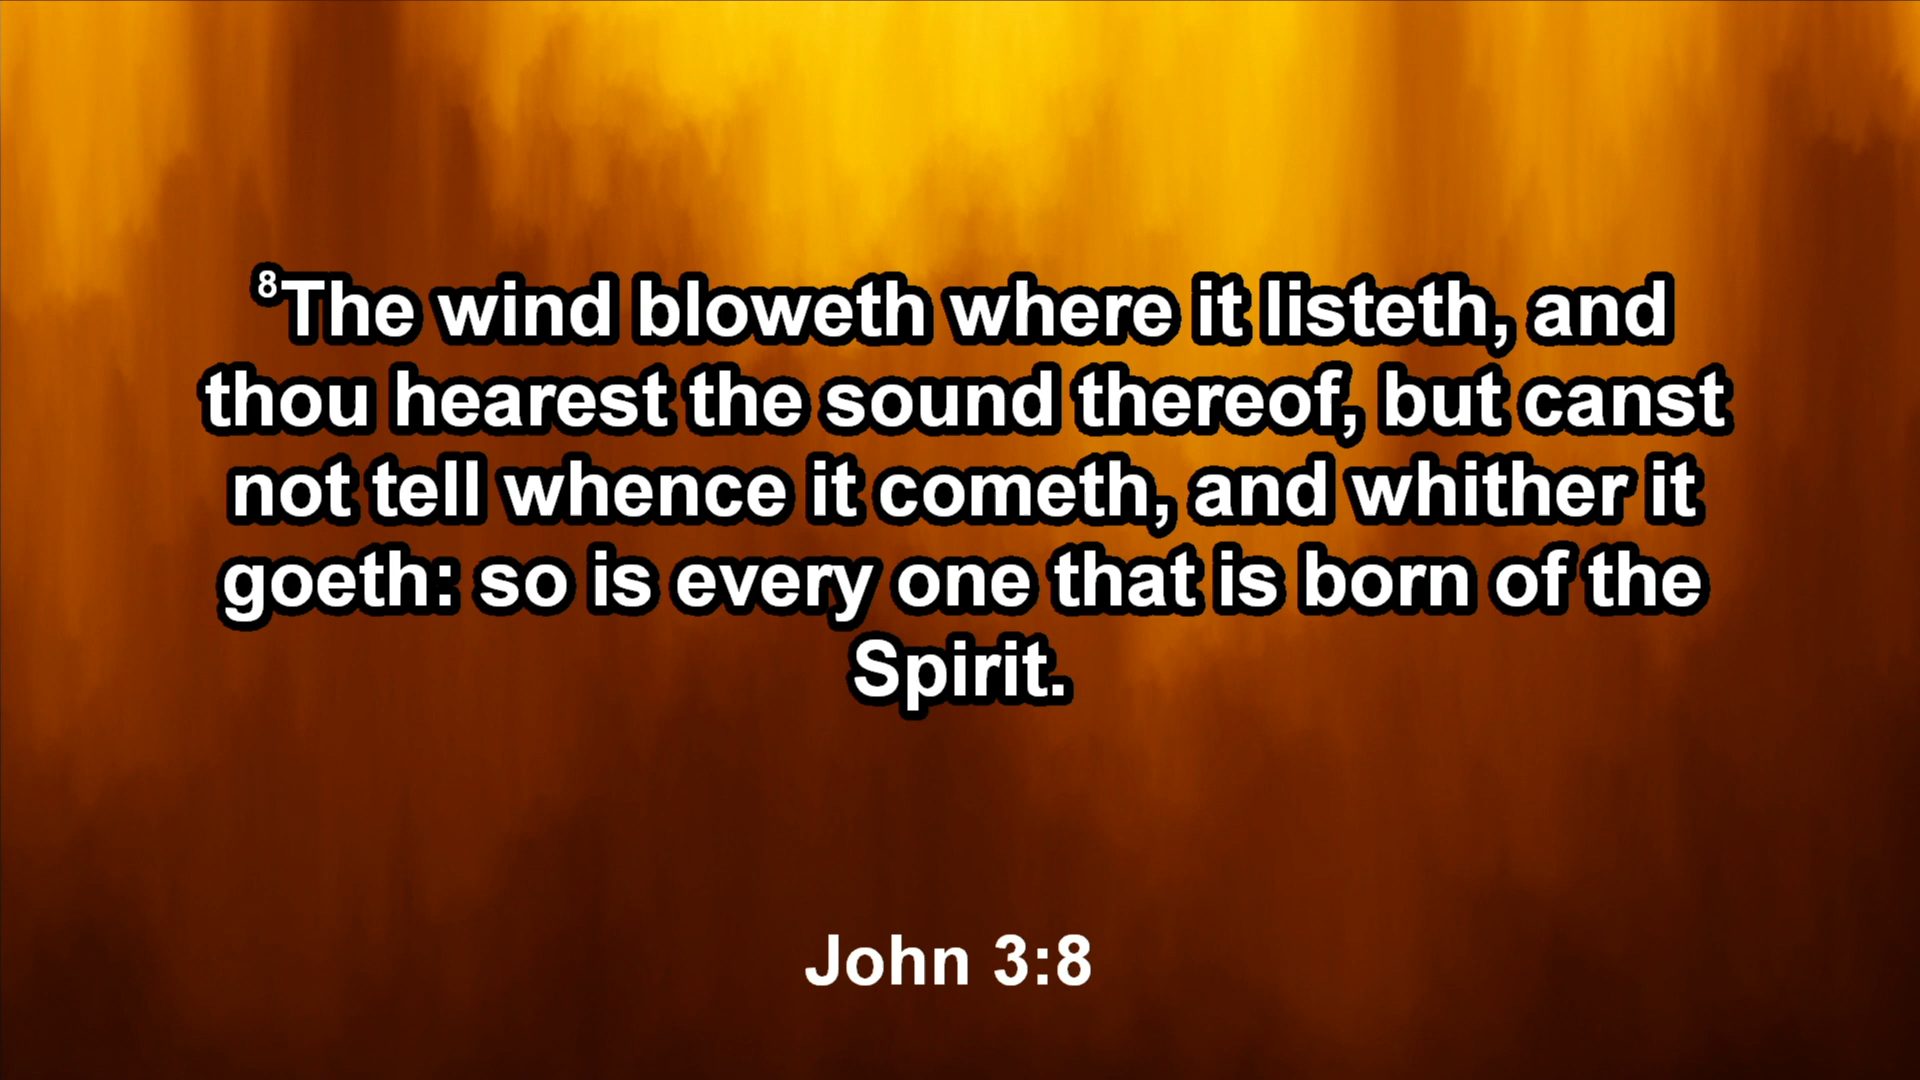 ⁸The wind bloweth where it listeth, and
thou hearest the sound thereof, but canst
not tell whence it cometh, and whither it
goeth: so is every one that is born of the
Spirit.
John 3:8